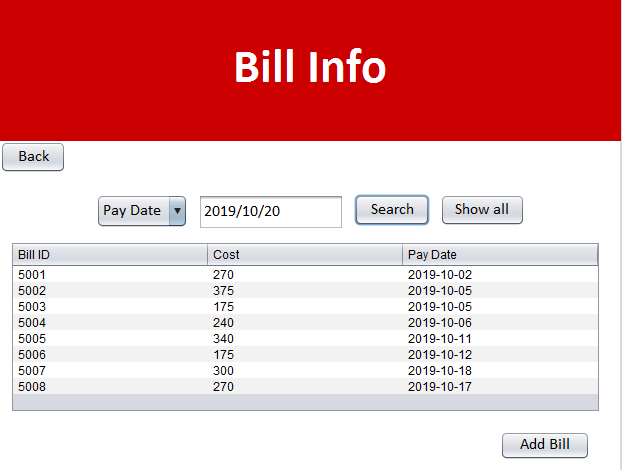 Bill Info
Back
Pay Date 2019/10/20 Search Show all
Bill ID Cost Pay Date
5001 270 2019-10-02
5002 375 2019-10-05
5003 175 2019-10-05
5004 240 2019-10-06
5005 340 2019-10-11
5006 175 2019-10-12
5007 300 2019-10-18
5008 270 2019-10-17
Add Bill